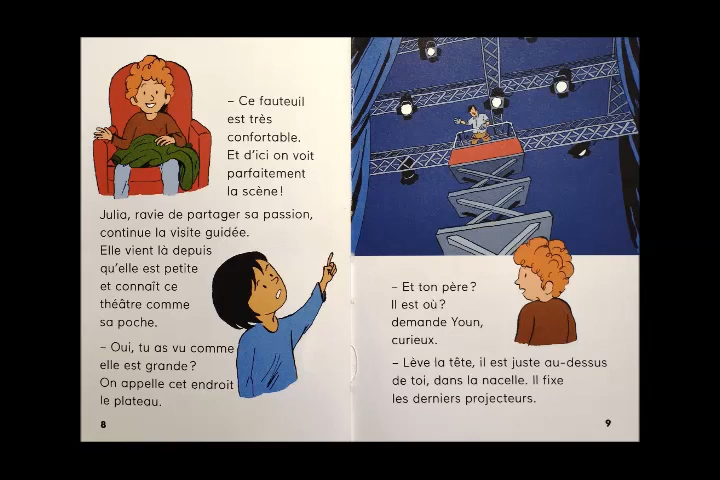 – Ce fauteuil
est très
confortable.
Et d'ici on voit
parfaitement
la scène !
Julia, ravie de partager sa passion,
continue la visite guidée.
Elle vient là depuis
qu'elle est petite
et connaît ce
théâtre comme
sa poche.
– Oui, tu as vu comme
elle est grande ?
On appelle cet endroit
le plateau.
8
– Et ton père ?
Il est où ?
demande Youn,
curieux.
– Lève la tête, il est juste au-dessus
de toi, dans la nacelle. Il fixe
les derniers projecteurs.
9